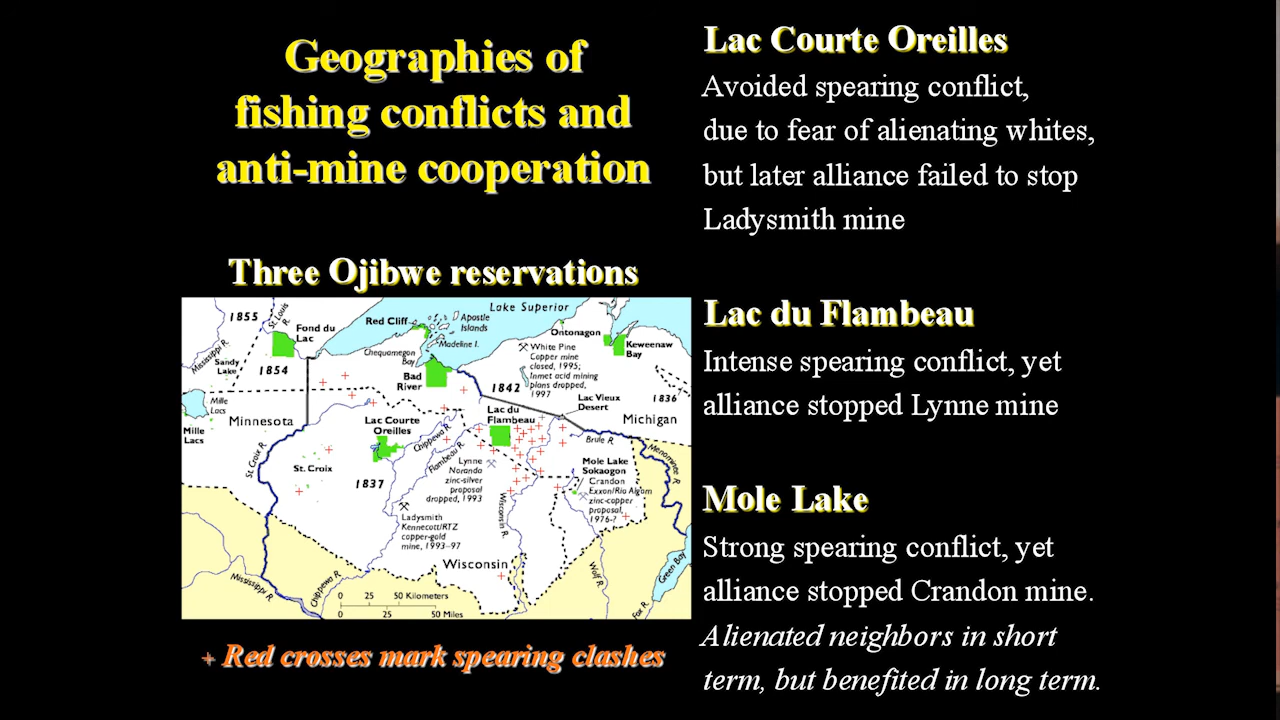 Geographies of
fishing conflicts and
anti-mine cooperation
Three Ojibwe reservations
1855
St. Louis R.
Fond du
Lac
Mississippi R.
Sandy
Lake
1854
Mille
Lacs
Mille
Lacs
Minnesota
Red Cliff
Apostle
Islands
Lake Superior
Madeline I.
Chequamegon
Bay
Bad
River
Ontonagon
Keweenaw
Bay
White Pine
Copper mine
closed, 1995;
Inmet acid mining
plans dropped,
1997
1842
1836
Lac Vieux
Desert
Michigan
Lac du
Flambeau
Lac Courte
Oreilles
Chippewa R.
Flambeau R.
Brule R.
Menominee R.
St. Croix R.
St. Croix
1837
Lynne
Noranda
zinc-silver
proposal
dropped, 1993
Mole Lake
Sokaogon
Crandon
Exxon/Rio Algom
zinc-copper
proposal,
1976-?
Ladysmith
Kennecott/RTZ
copper-gold
mine, 1993–97
Wisconsin R.
Wisconsin
Wolf R.
Green Bay
Fox R.
Mississippi R.
Chippewa R.
0 25 50 Kilometers
0 25 50 Miles
+ Red crosses mark spearing clashes
Lac Courte Oreilles
Avoided spearing conflict,
due to fear of alienating whites,
but later alliance failed to stop
Ladysmith mine
Lac du Flambeau
Intense spearing conflict, yet
alliance stopped Lynne mine
Mole Lake
Strong spearing conflict, yet
alliance stopped Crandon mine.
Alienated neighbors in short
term, but benefited in long term.